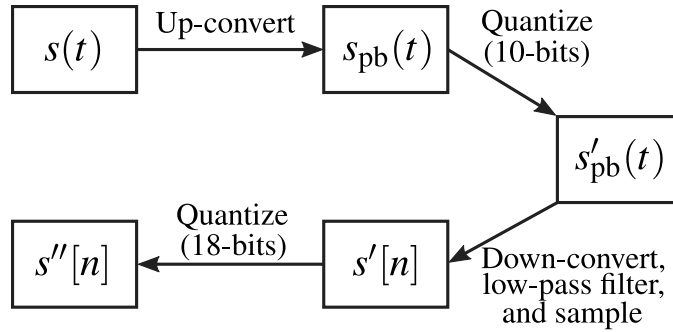 s(t)
Up-convert
s_pb(t)
Quantize
(10-bits)
s′_pb(t)
Down-convert,
low-pass filter,
and sample
s′[n]
Quantize
(18-bits)
s′′[n]